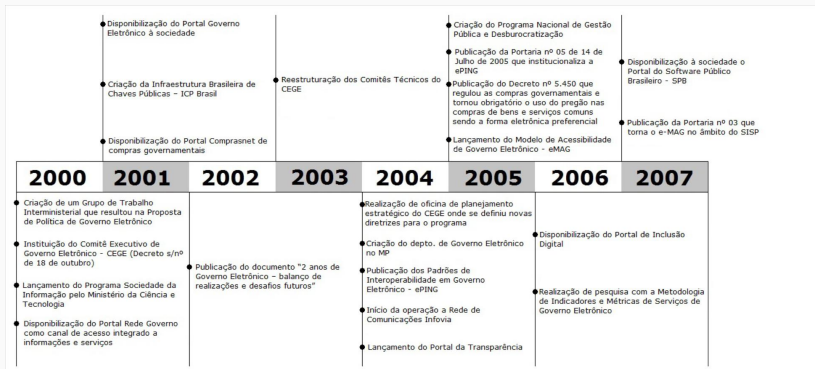 Disponibilização do Portal Governo
Eletrônico à sociedade
Criação da Infraestrutura Brasileira de
Chaves Públicas – ICP Brasil
Disponibilização do Portal Comprasnet de
compras governamentais
Reestruturação dos Comitês Técnicos do
CEGE
Criação do Programa Nacional de Gestão
Pública e Desburocratização
Publicação da Portaria nº 05 de 14 de
Julho de 2005 que institucionaliza a
ePING
Publicação do Decreto nº 5.450 que
regulou as compras governamentais e
tornou obrigatório o uso do pregão nas
compras de bens e serviços comuns
sendo a forma eletrônica preferencial
Lançamento do Modelo de Acessibilidade
de Governo Eletrônico - eMAG
Disponibilização à sociedade o
Portal do Software Público
Brasileiro - SPB
Publicação da Portaria nº 03 que
torna o e-MAG no âmbito do SISP
2000 2001 2002 2003 2004 2005 2006 2007
Criação de um Grupo de Trabalho
Interministerial que resultou na Proposta
de Política de Governo Eletrônico
Instituição do Comitê Executivo de
Governo Eletrônico - CEGE (Decreto s/nº
de 18 de outubro)
Lançamento do Programa Sociedade da
Informação pelo Ministério da Ciência e
Tecnologia
Disponibilização do Portal Rede Governo
como canal de acesso integrado a
informações e serviços
Publicação do documento "2 anos de
Governo Eletrônico – balanço de
realizações e desafios futuros"
Realização de oficina de planejamento
estratégico do CEGE onde se definiu novas
diretrizes para o programa
Criação do depto. de Governo Eletrônico
no MP
Publicação dos Padrões de
Interoperabilidade em Governo
Eletrônico - ePING
Início da operação a Rede de
Comunicações Infovia
Lançamento do Portal da Transparência
Disponibilização do Portal de Inclusão
Digital
Realização de pesquisa com a Metodologia
de Indicadores e Métricas de Serviços de
Governo Eletrônico